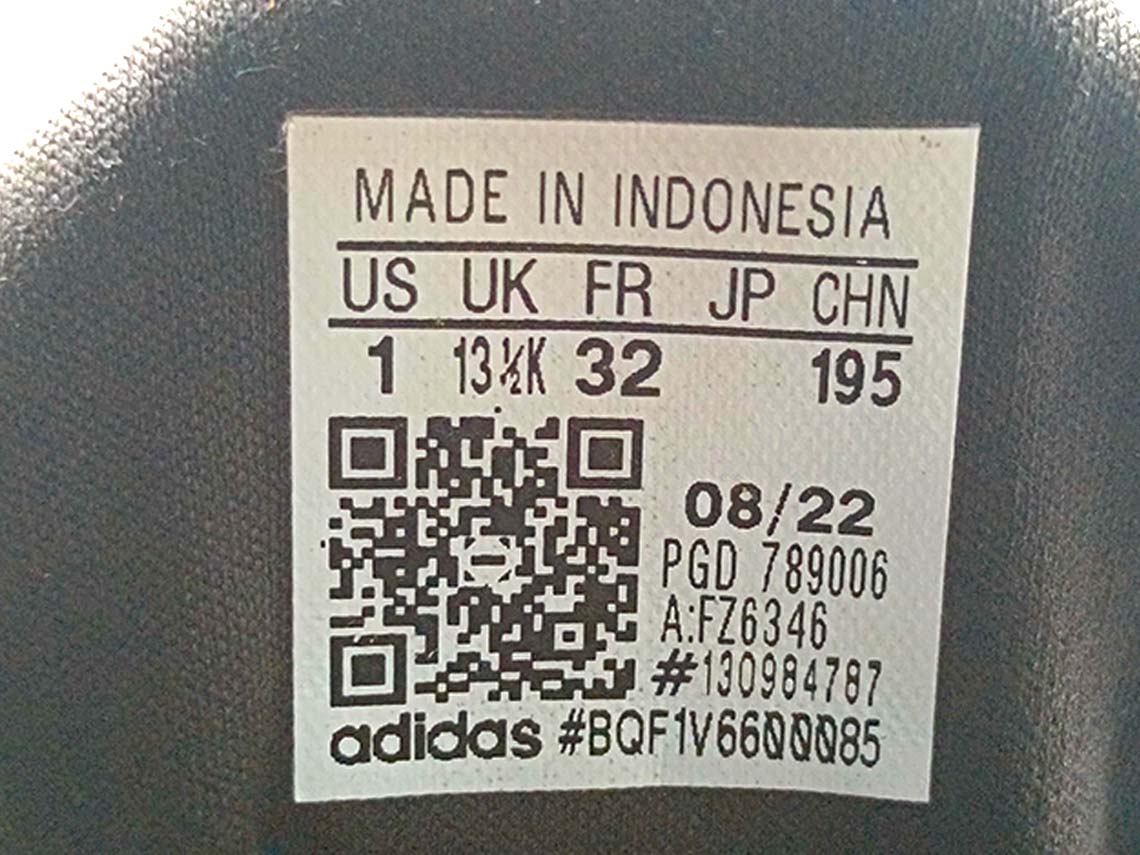 MADE IN INDONESIA
US UK FR JP CHN
1 13½K 32 195
08/22
PGD 789006
A:FZ6346
#130984787
adidas #BQF1V6600085